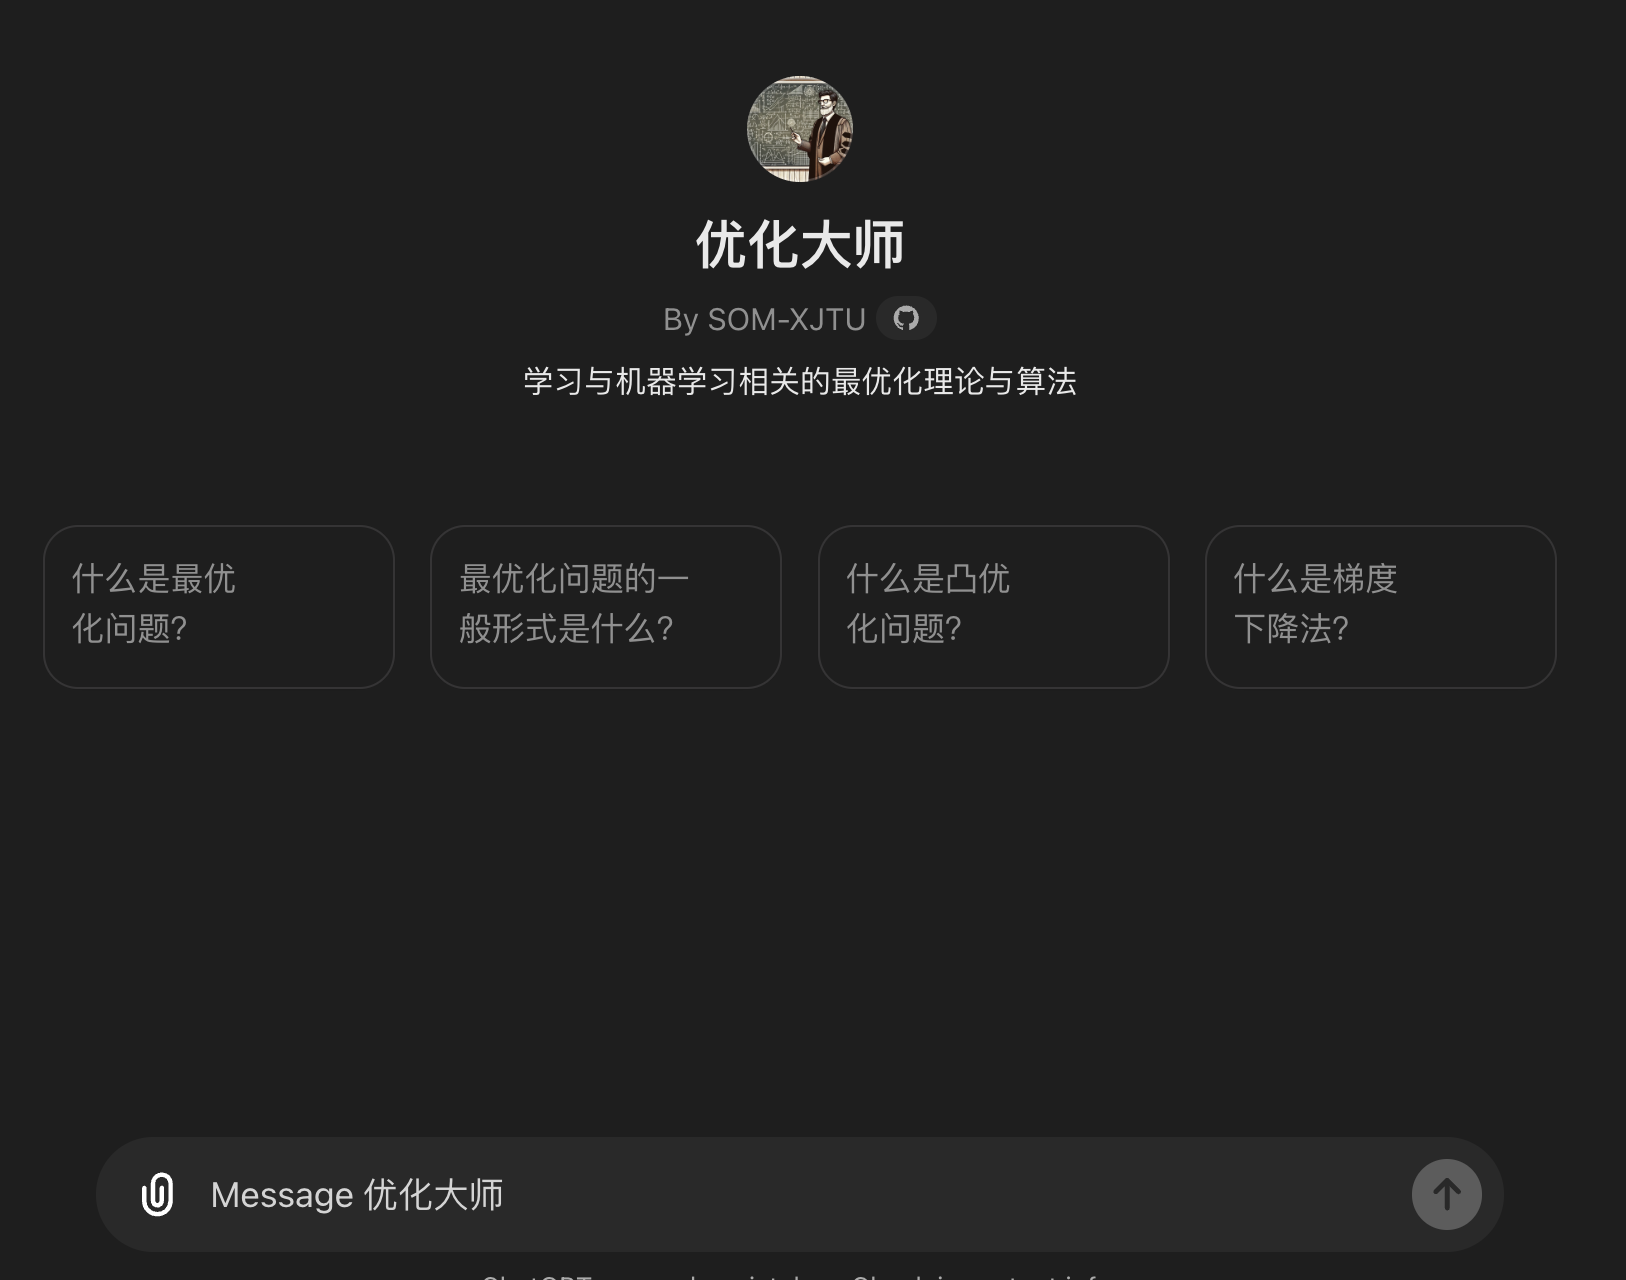 优化大师
By SOM-XJTU
学习与机器学习相关的最优化理论与算法
什么是最优
化问题?
最优化问题的一
般形式是什么?
什么是凸优
化问题?
什么是梯度
下降法?
Message 优化大师